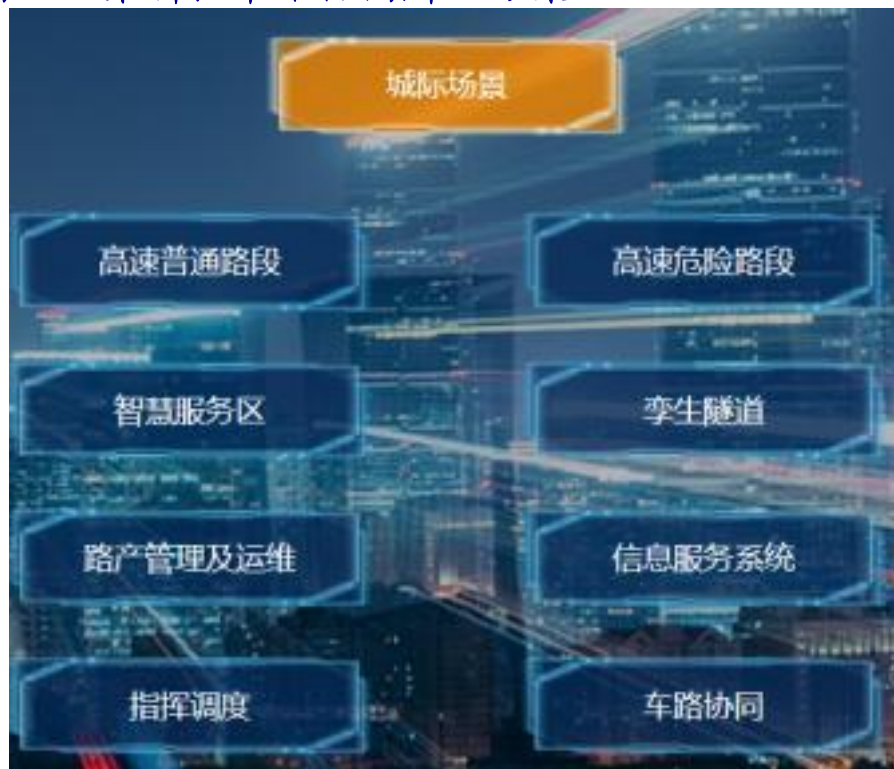 城际场景
高速普通路段
高速危险路段
智慧服务区
孪生隧道
路产管理及运维
信息服务系统
指挥调度
车路协同